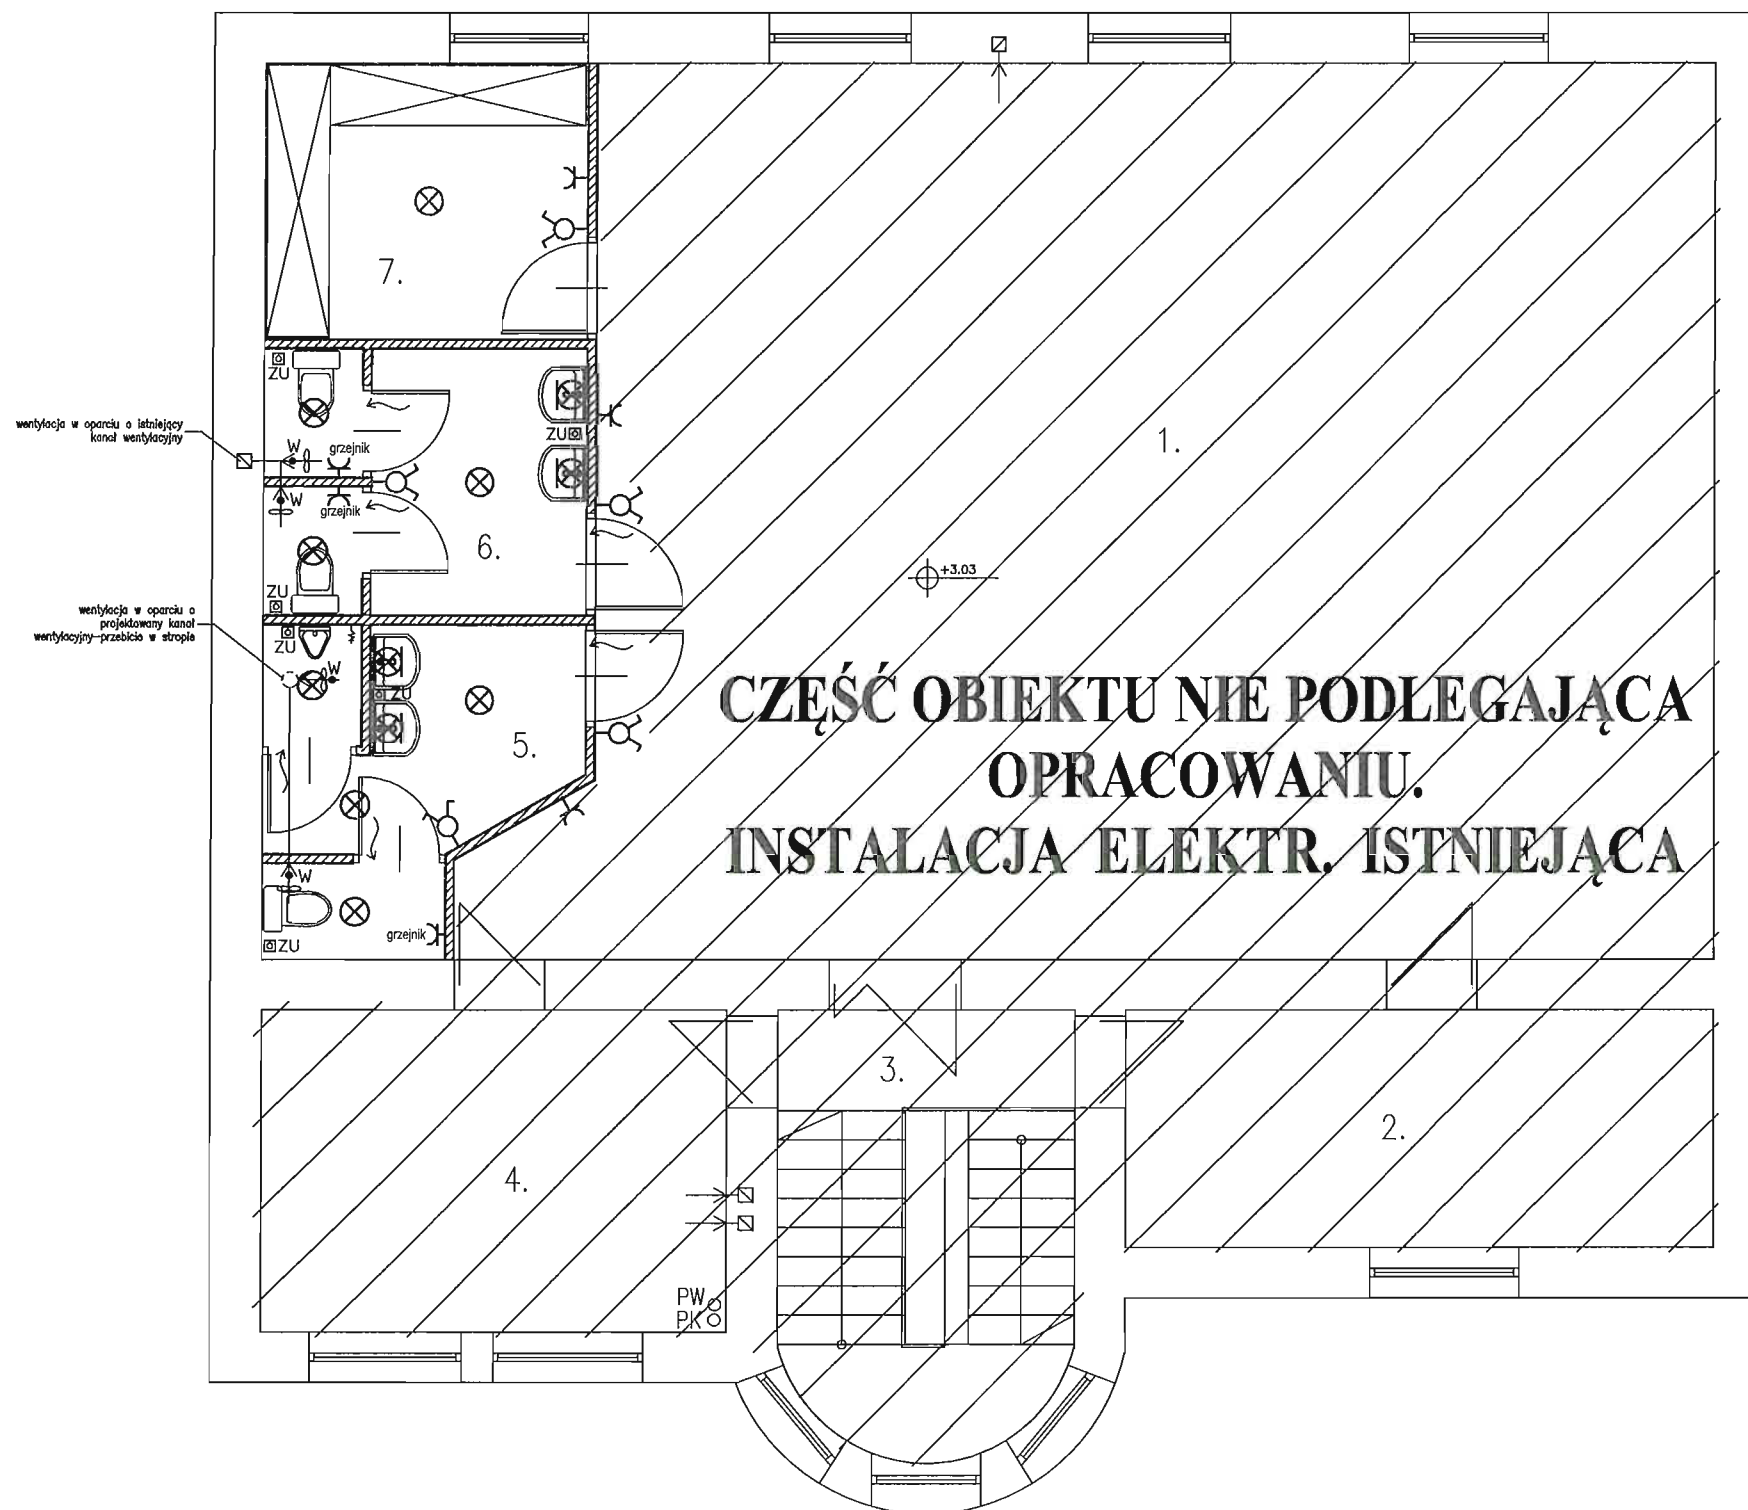 7.
ZU
wentylacja w oparciu o istniejący
kanał wentylacyjny
W
grzejnik
ZU
1.
W
grzejnik
6.
+3.03
ZU
wentylacja w oparciu o
projektowany kanał
wentylacyjny-przebicie w stropie
ZU
W
ZU
5.
CZĘŚĆ OBIEKTU NIE PODLEGAJĄCA
OPRACOWANIU.
INSTALACJA ELEKTR. ISTNIEJĄCA
W
grzejnik
ZU
3.
2.
4.
PW
PK